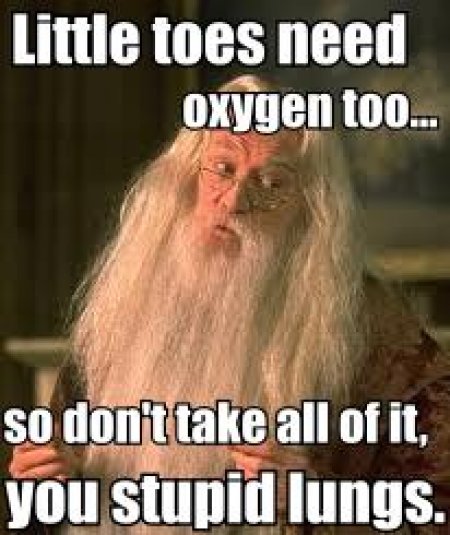 Little toes need
oxygen too...
so don't take all of it,
you stupid lungs.